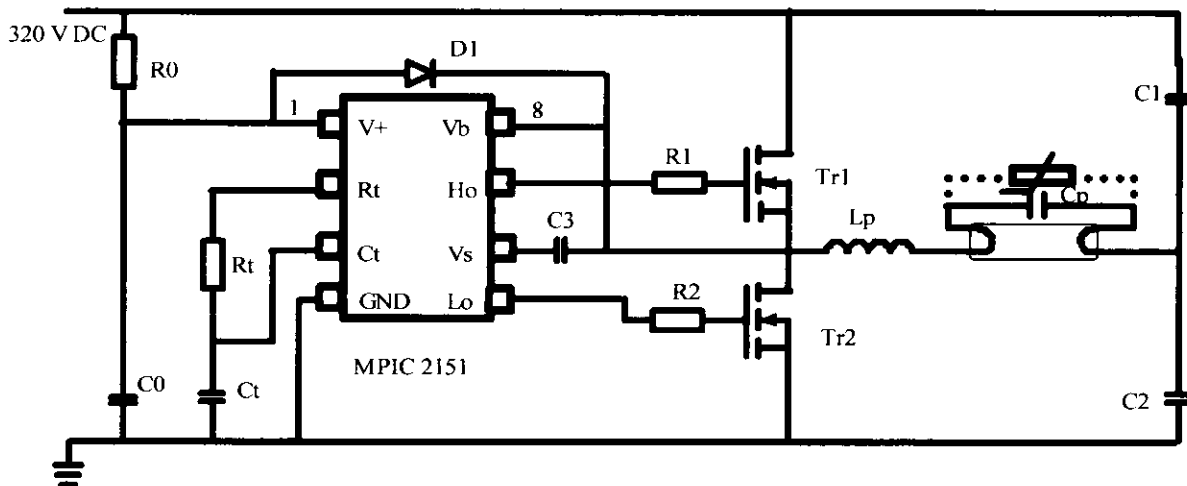 320 V DC
R0
D1
C1
1
8
V+
Vb
R1
Tr1
Cp
Rt
Ho
C3
Lp
Rt
Ct
Vs
R2
GND
Lo
Tr2
MPIC 2151
C0
Ct
C2